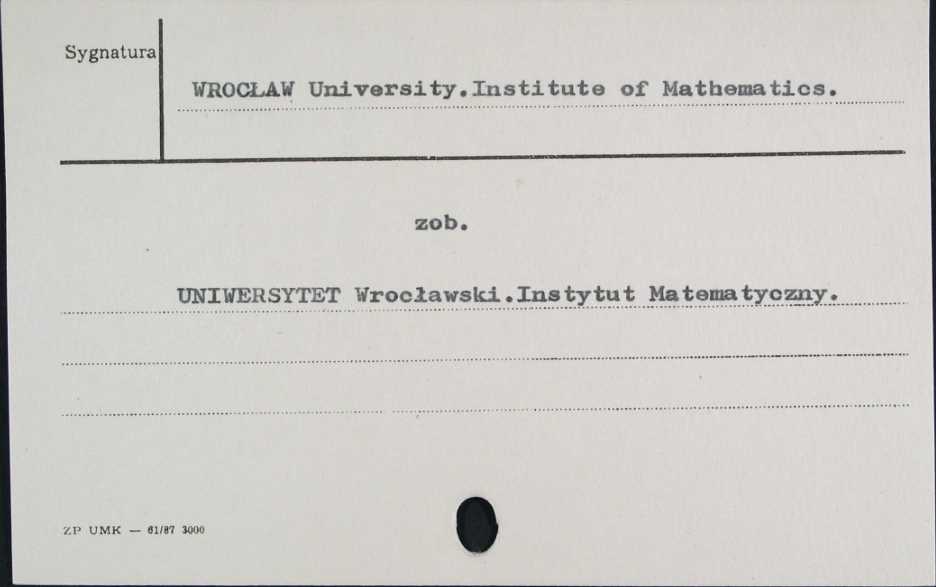 Sygnatura
WROCŁAW University.Institute of Mathematics.
zob.
UNIWERSYTET Wrocławski.Instytut Matematyczny.
ZP UMK — 61/87 3000